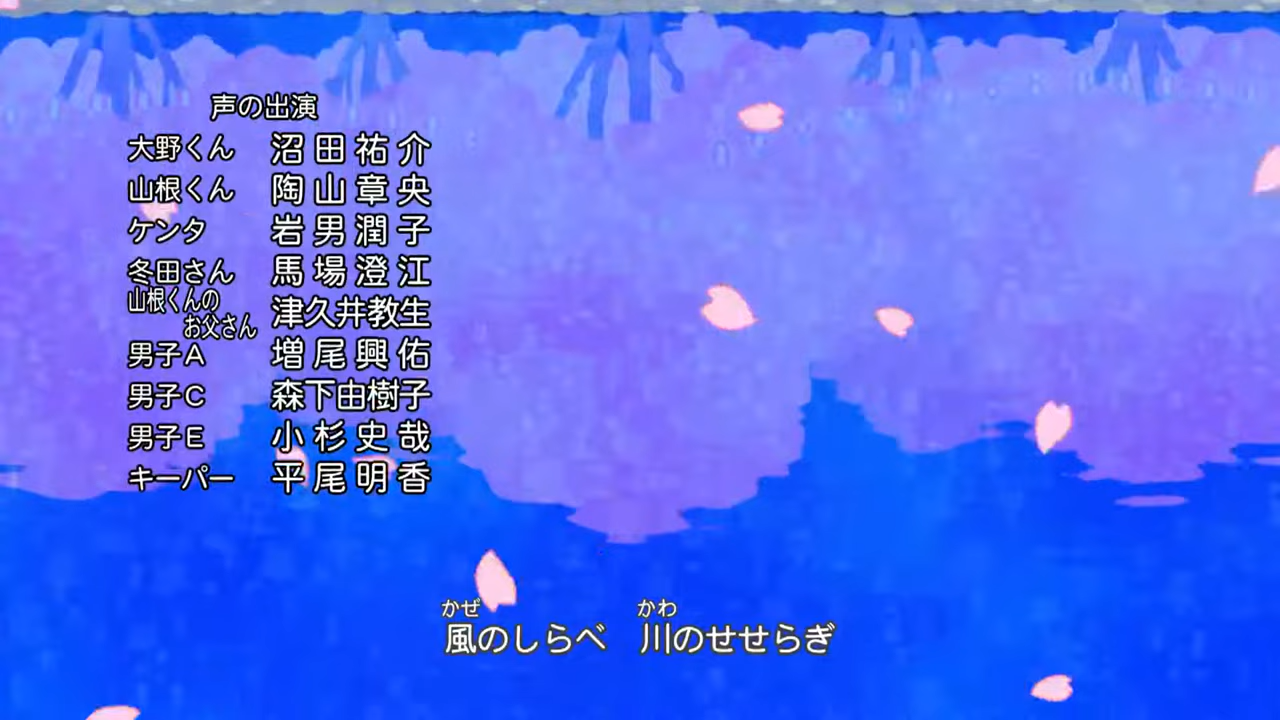 声の出演
大野くん 沼田祐介
山根くん 陶山章央
ケンタ 岩男潤子
冬田さん 馬場澄江
山根くんの
お父さん 津久井教生
男子A 増尾興佑
男子C 森下由樹子
男子E 小杉史哉
キーパー 平尾明香
かぜ かわ
風のしらべ 川のせせらぎ